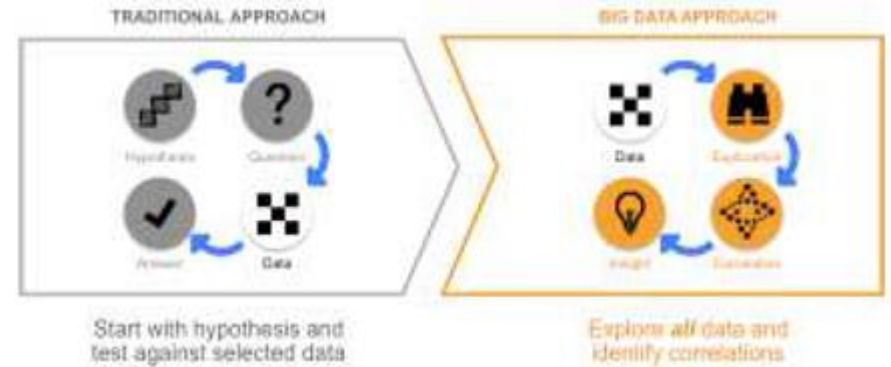 TRADITIONAL APPROACH
BIG DATA APPROACH
Hypothesis
Question
Answer
Data
Start with hypothesis and
test against selected data
Data
Exploration
Insight
Correlation
Explore all data and
identify correlations